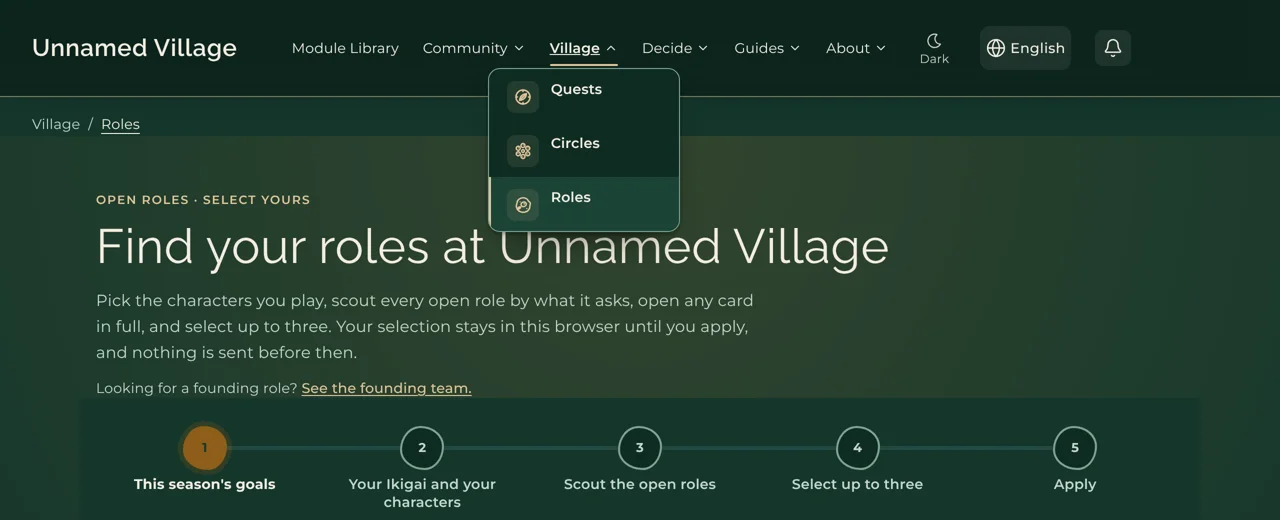 Unnamed Village
Module Library
Community
Village
Decide
Guides
About
Dark
English
Quests
Circles
Roles
Village / Roles
OPEN ROLES · SELECT YOURS
Find your roles at Unnamed Village
Pick the characters you play, scout every open role by what it asks, open any card
in full, and select up to three. Your selection stays in this browser until you apply,
and nothing is sent before then.
Looking for a founding role? See the founding team.
1
This season's goals
2
Your Ikigai and your
characters
3
Scout the open roles
4
Select up to three
5
Apply